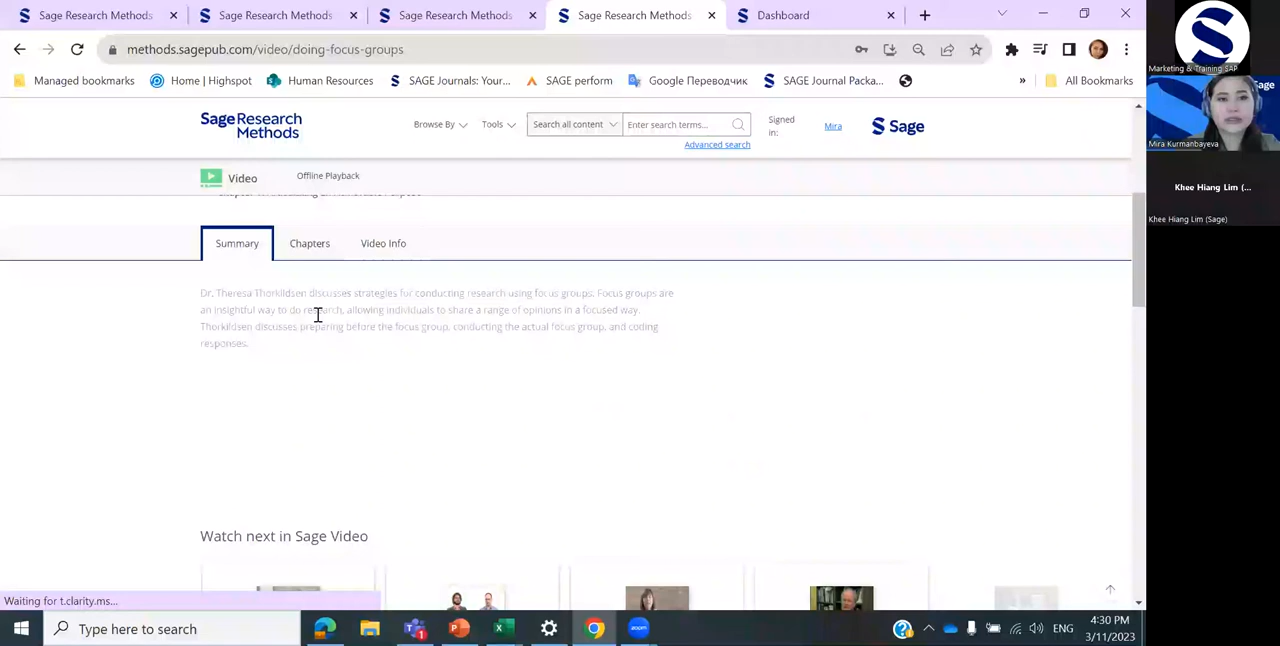 Sage Research Methods
Sage Research Methods
Sage Research Methods
Sage Research Methods
Dashboard
methods.sagepub.com/video/doing-focus-groups
Managed bookmarks
Home | Highspot
Human Resources
SAGE Journ
SAGE perform
Google Переводчик
SAGE Journal Packa...
»
All Bookmarks
Sage Research
Methods
Browse By
Tools
Search all content
Enter search terms...
Advanced search
Signed
in:
Mira
Sage
Video
Offline Playback
Summary
Chapters
Video Info
Dr. Theresa Thorkildsen discusses strategies for conducting research using focus groups. Focus groups are
an insightful way to do research, allowing individuals to share a range of opinions in a focused way.
Thorkildsen discusses preparing before the focus group, conducting the actual focus group, and coding
responses.
Watch next in Sage Video
Waiting for t.clarity.ms...
Type here to search
1
zoom
ENG
4:30 PM
3/11/2023
Marketing & Training SAP
Sage
Mira Kurmanbayeva
Khee Hiang Lim (...
Khee Hiang Lim (Sage)